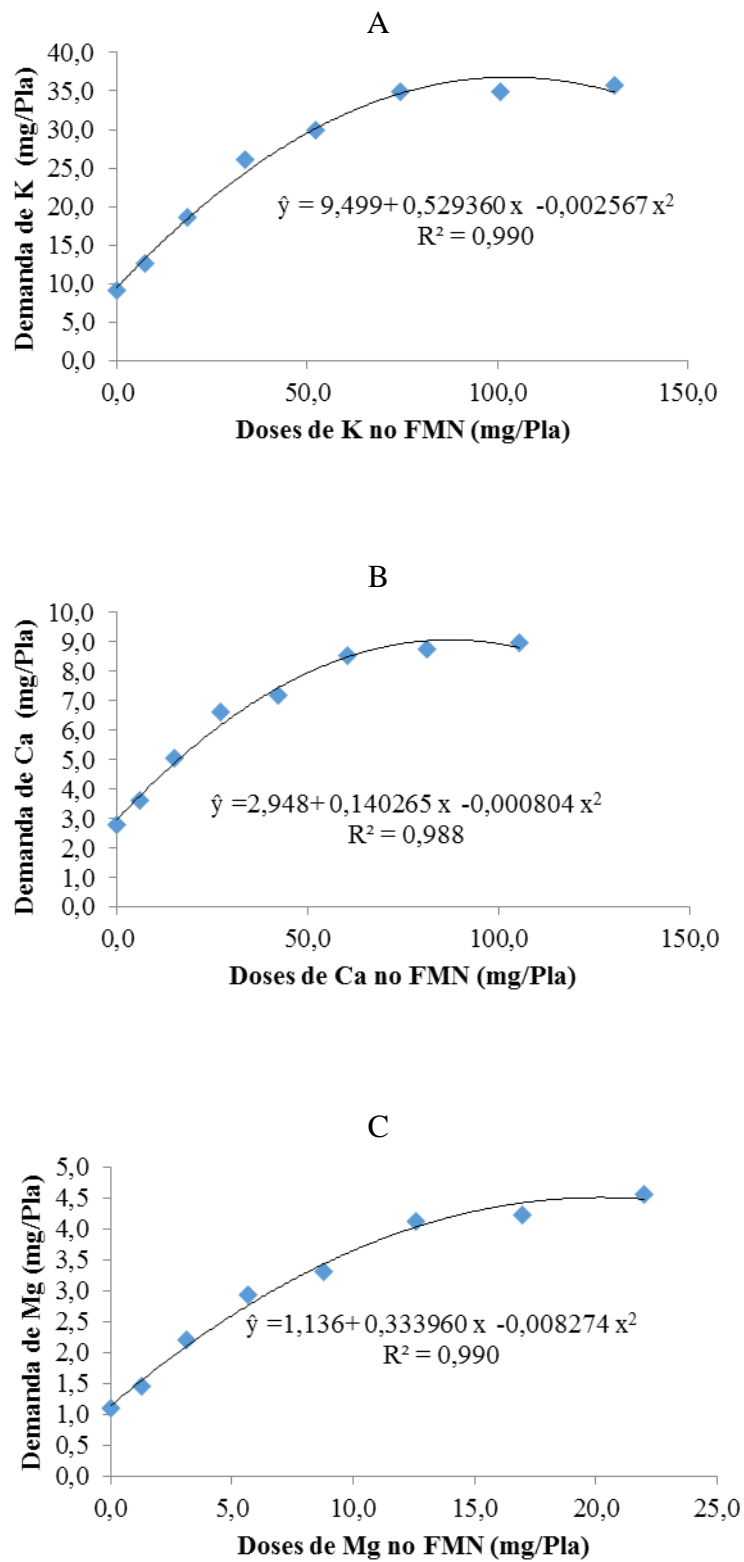 A
40,0
35,0
30,0
25,0
20,0
15,0
10,0
5,0
0,0
Demanda de K (mg/Pla)
ŷ = 9,499+ 0,529360 x -0,002567 x²
R² = 0,990
0,0 50,0 100,0 150,0
Doses de K no FMN (mg/Pla)
B
10,0
9,0
8,0
7,0
6,0
5,0
4,0
3,0
2,0
1,0
0,0
Demanda de Ca (mg/Pla)
ŷ =2,948+ 0,140265 x -0,000804 x²
R² = 0,988
0,0 50,0 100,0 150,0
Doses de Ca no FMN (mg/Pla)
C
5,0
4,5
4,0
3,5
3,0
2,5
2,0
1,5
1,0
0,5
0,0
Demanda de Mg (mg/Pla)
ŷ =1,136+ 0,333960 x -0,008274 x²
R² = 0,990
0,0 5,0 10,0 15,0 20,0 25,0
Doses de Mg no FMN (mg/Pla)